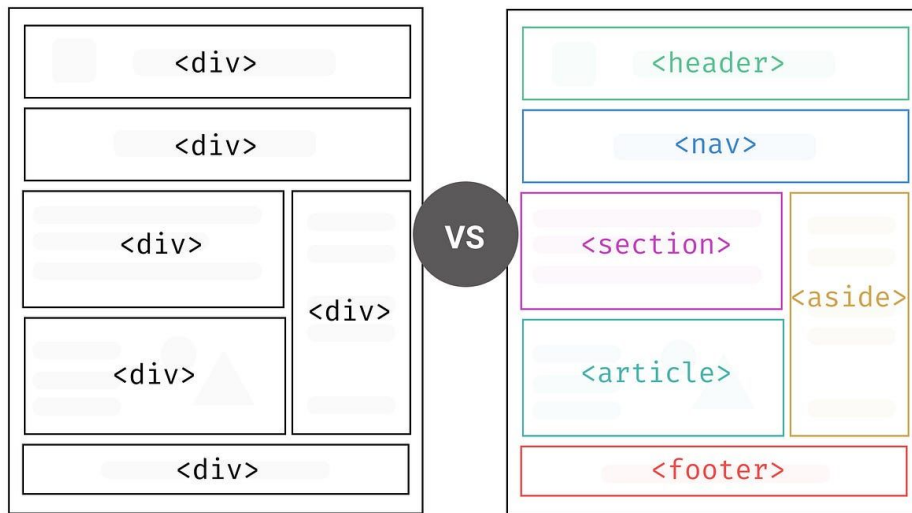 <div>
<div>
<div>
<div>
<div>
<div>
VS
<header>
<nav>
<section>
<aside>
<article>
<footer>